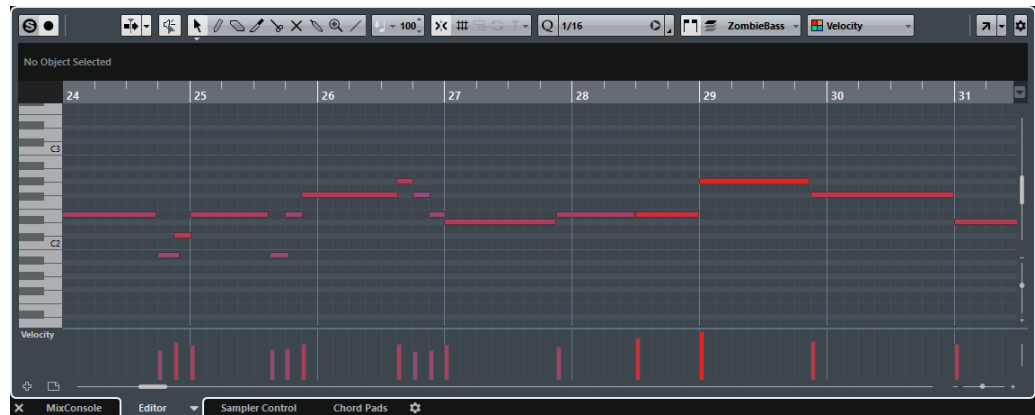 100
Q 1/16
ZombieBass
Velocity
No Object Selected
24 25 26 27 28 29 30 31
C3
C2
Velocity
MixConsole Editor Sampler Control Chord Pads